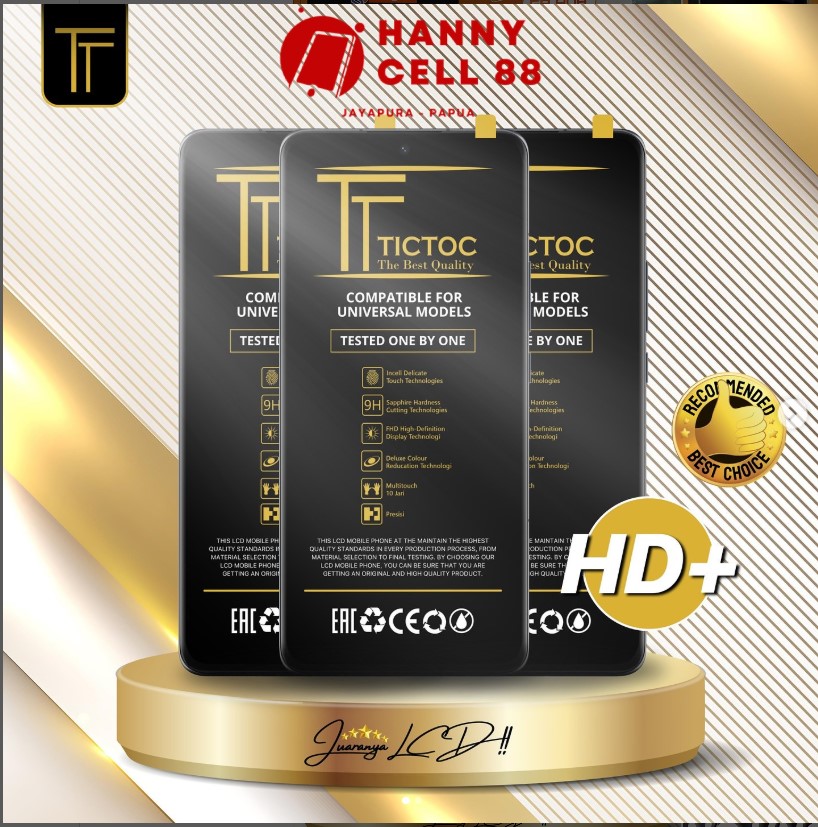 TT
HANNY
CELL 88
JAYAPURA - PAPUA
TT
TICTOC
The Best Quality
COMPATIBLE FOR
UNIVERSAL MODELS
TESTED ONE BY ONE
Incell Delicate
Touch Technologies
9H
Sapphire Hardness
Cutting Technologies
FHD High-Definition
Display Technologi
Deluxe Colour
Reducation Technologi
Multitouch
10 Jari
Presisi
THIS LCD MOBILE PHONE AT THE MAINTAIN THE HIGHEST
QUALITY STANDARDS IN EVERY PRODUCTION PROCESS, FROM
MATERIAL SELECTION TO FINAL TESTING. BY CHOOSING OUR
LCD MOBILE PHONE, YOU CAN BE SURE THAT YOU ARE
GETTING AN ORIGINAL AND HIGH QUALITY PRODUCT.
EAC CE
RECOMMENDED
BEST CHOICE
HD+
Juaranya LCD!!